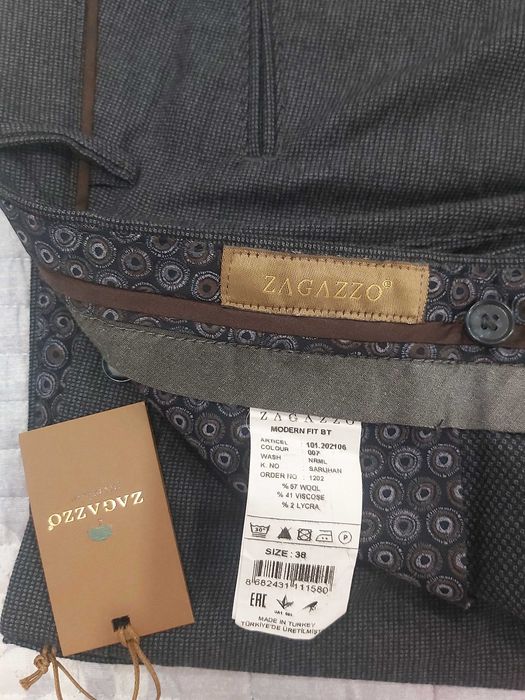 ZAGAZZO®
ZAGAZZO
MODERN FIT BT
ARTICEL : 101.202106
COLOUR 007
WASH NRML
K. NO SARUHAN
ORDER NO : 1202
% 57 WOOL
% 41 VISCOSE
% 2 LYCRA
30° P
SIZE : 38
8 682431 111580
EAC
MADE IN TURKEY
TÜRKİYE'DE ÜRETİLMİŞTİR
ZAGAZZO